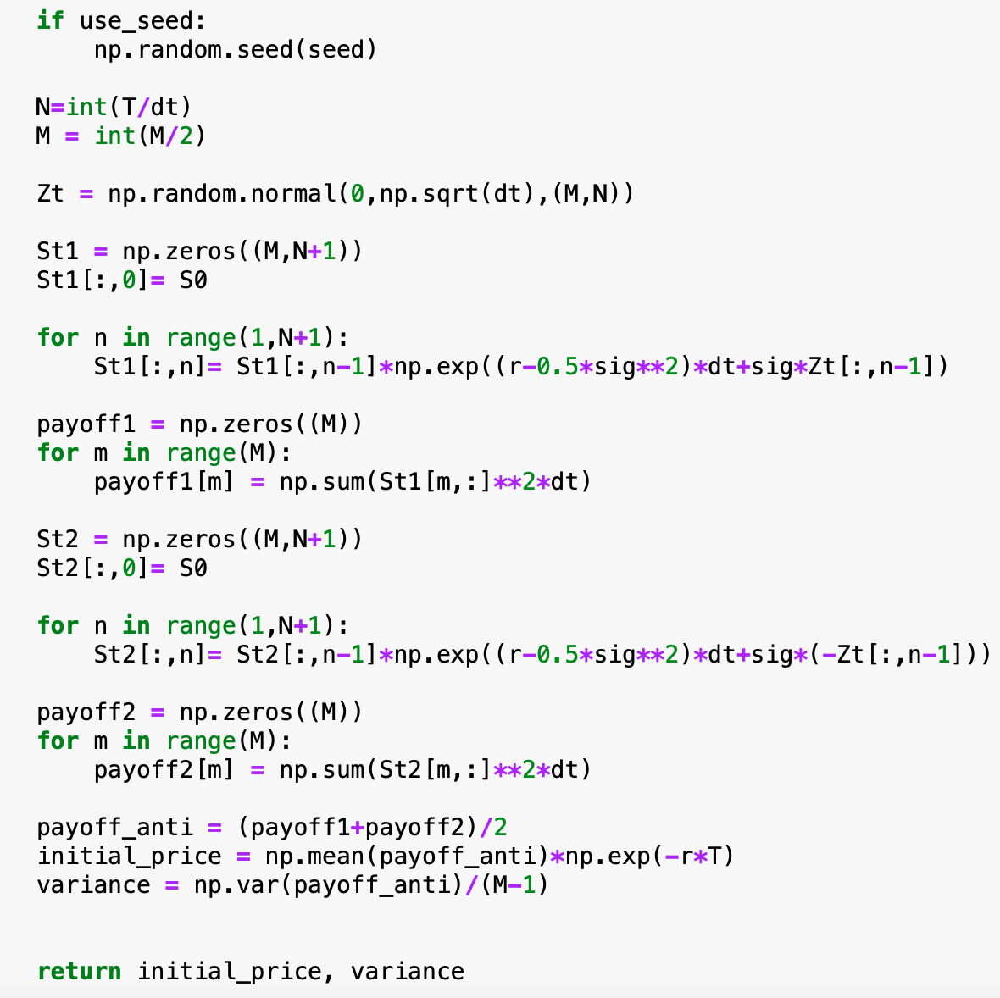 if use_seed:
    np.random.seed(seed)
N=int(T/dt)
M = int(M/2)
Zt = np.random.normal(0,np.sqrt(dt),(M,N))
St1 = np.zeros((M,N+1))
St1[:,0]= S0
for n in range(1,N+1):
    St1[:,n]= St1[:,n-1]*np.exp((r-0.5*sig**2)*dt+sig*Zt[:,n-1])
payoff1 = np.zeros((M))
for m in range(M):
    payoff1[m] = np.sum(St1[m,:]**2*dt)
St2 = np.zeros((M,N+1))
St2[:,0]= S0
for n in range(1,N+1):
    St2[:,n]= St2[:,n-1]*np.exp((r-0.5*sig**2)*dt+sig*(-Zt[:,n-1]))
payoff2 = np.zeros((M))
for m in range(M):
    payoff2[m] = np.sum(St2[m,:]**2*dt)
payoff_anti = (payoff1+payoff2)/2
initial_price = np.mean(payoff_anti)*np.exp(-r*T)
variance = np.var(payoff_anti)/(M-1)
return initial_price, variance